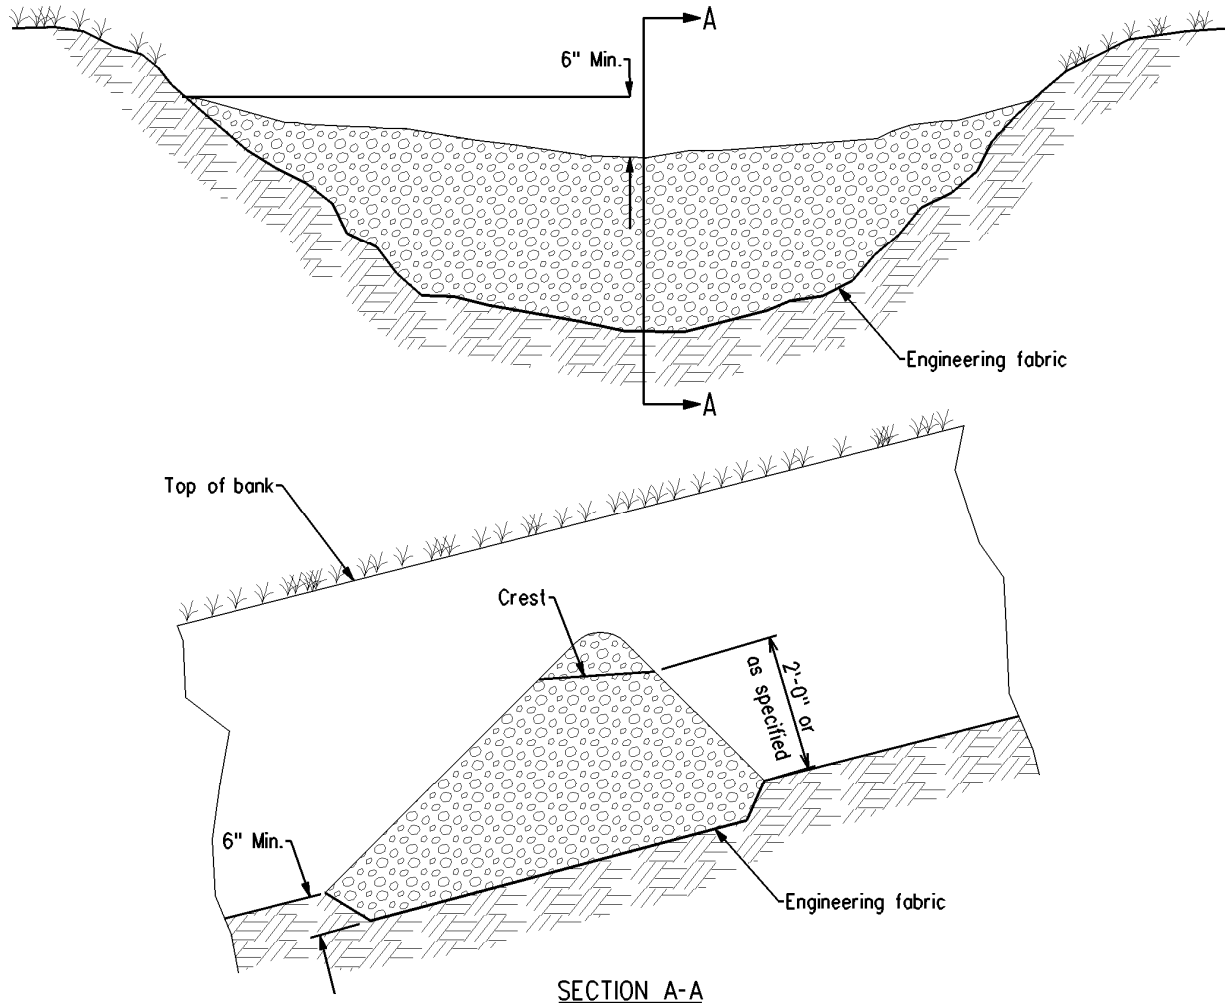 A
6" Min.
Engineering fabric
A
Top of bank
Crest
2'-0" or
as specified
6" Min.
Engineering fabric
SECTION A-A